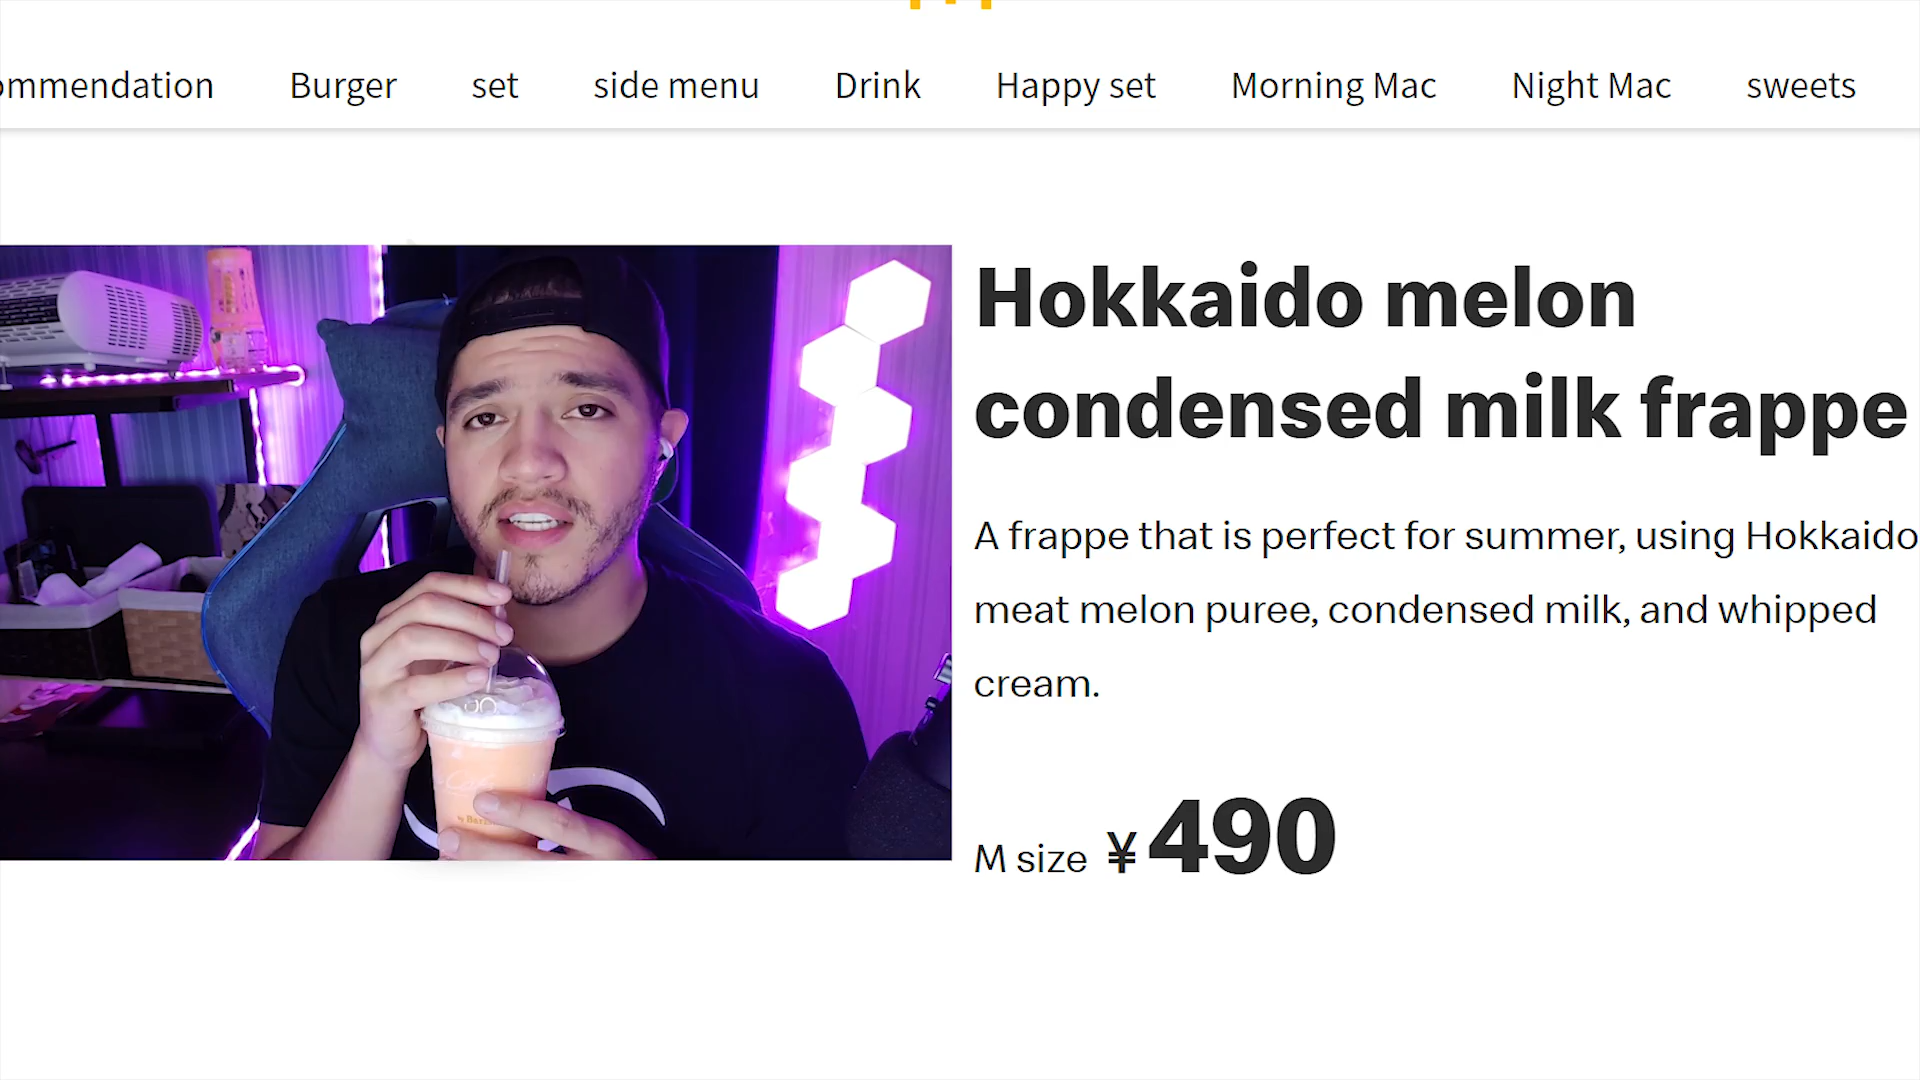 ommendation Burger set side menu Drink Happy set Morning Mac Night Mac sweets
Hokkaido melon
condensed milk frappe
A frappe that is perfect for summer, using Hokkaido
meat melon puree, condensed milk, and whipped
cream.
M size ¥490